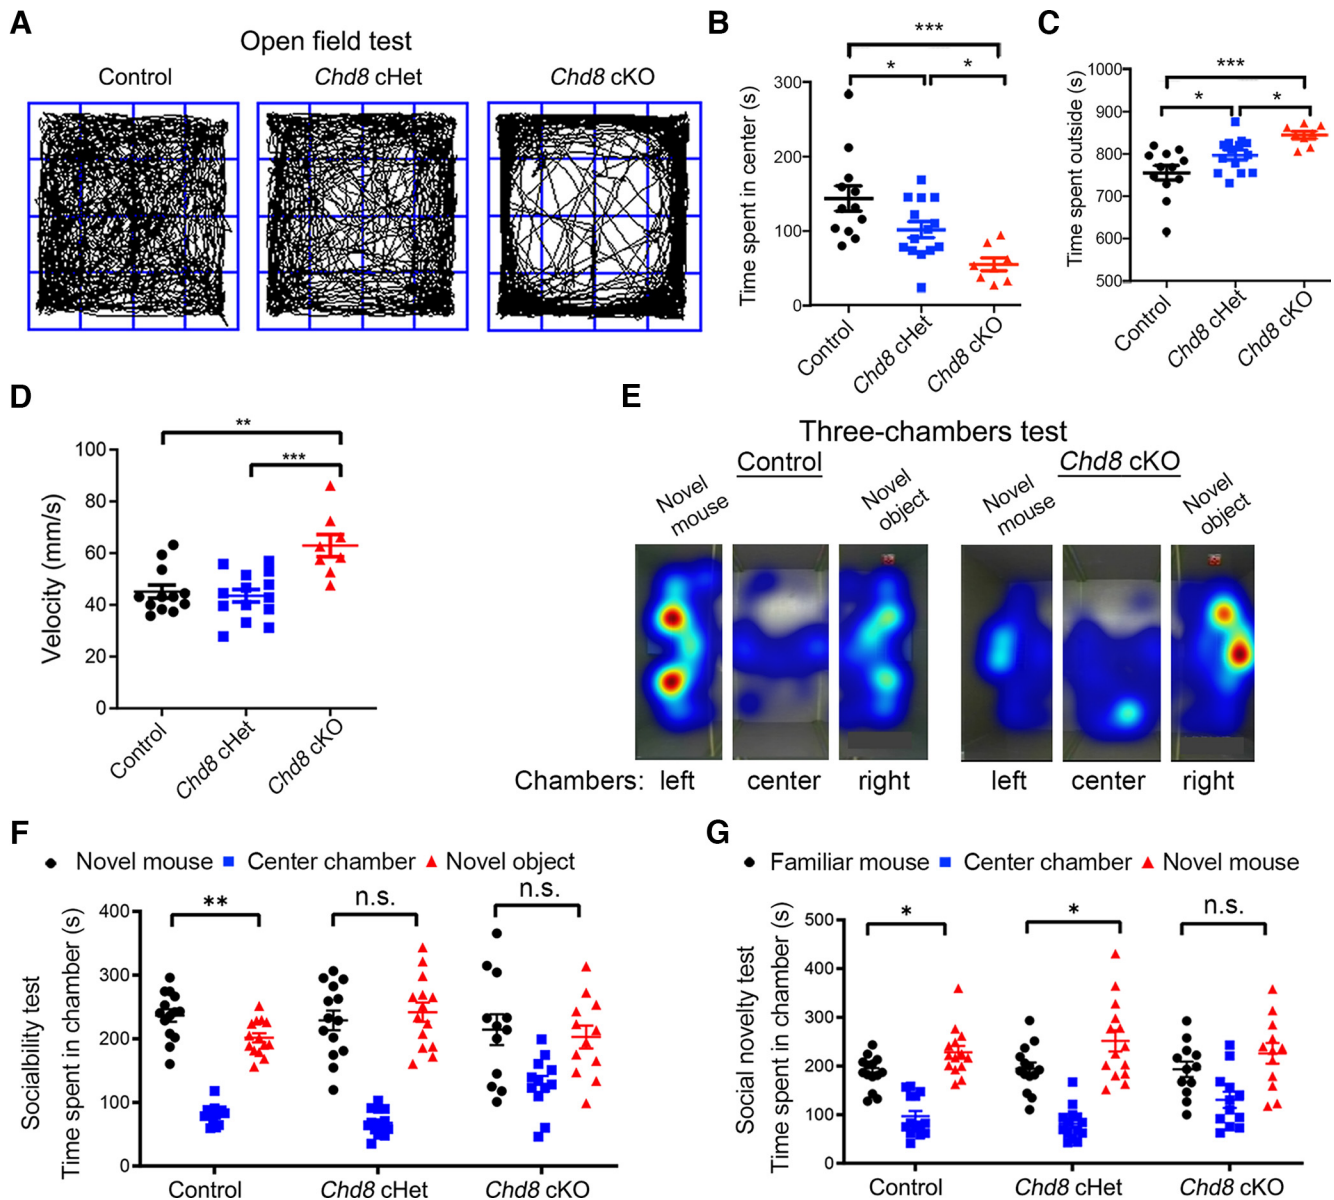 A
Open field test
Control
Chd8 cHet
Chd8 cKO
B
***
*
*
Time spent in center (s)
300
200
100
0
Control
Chd8 cHet
Chd8 cKO
C
***
*
*
Time spent outside (s)
1000
900
800
700
600
500
Control
Chd8 cHet
Chd8 cKO
D
**
***
Velocity (mm/s)
100
80
60
40
20
0
Control
Chd8 cHet
Chd8 cKO
E
Three-chambers test
Control
Chd8 cKO
Novel
mouse
Novel
object
Novel
mouse
Novel
object
Chambers: left center right left center right
F
Novel mouse Center chamber Novel object
** n.s. n.s.
Socialbility test
Time spent in chamber (s)
400
300
200
100
0
Control
Chd8 cHet
Chd8 cKO
G
Familiar mouse Center chamber Novel mouse
* * n.s.
Social novelty test
Time spent in chamber (s)
500
400
300
200
100
0
Control
Chd8 cHet
Chd8 cKO